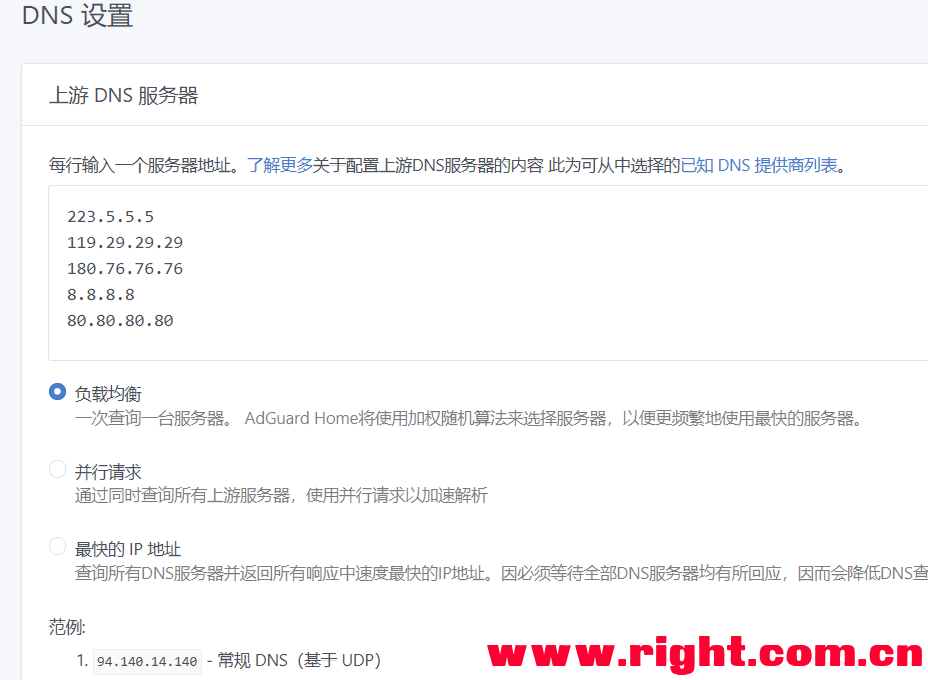 DNS 设置
上游 DNS 服务器
每行输入一个服务器地址。了解更多关于配置上游DNS服务器的内容 此为可从中选择的已知 DNS 提供商列表。
223.5.5.5
119.29.29.29
180.76.76.76
8.8.8.8
80.80.80.80
负载均衡
一次查询一台服务器。 AdGuard Home将使用加权随机算法来选择服务器，以便更频繁地使用最快的服务器。
并行请求
通过同时查询所有上游服务器，使用并行请求以加速解析
最快的 IP 地址
查询所有DNS服务器并返回所有响应中速度最快的IP地址。因必须等待全部DNS服务器均有所回应，因而会降低DNS查
范例:
1. 94.140.14.140 - 常规 DNS（基于 UDP）
www.right.com.cn